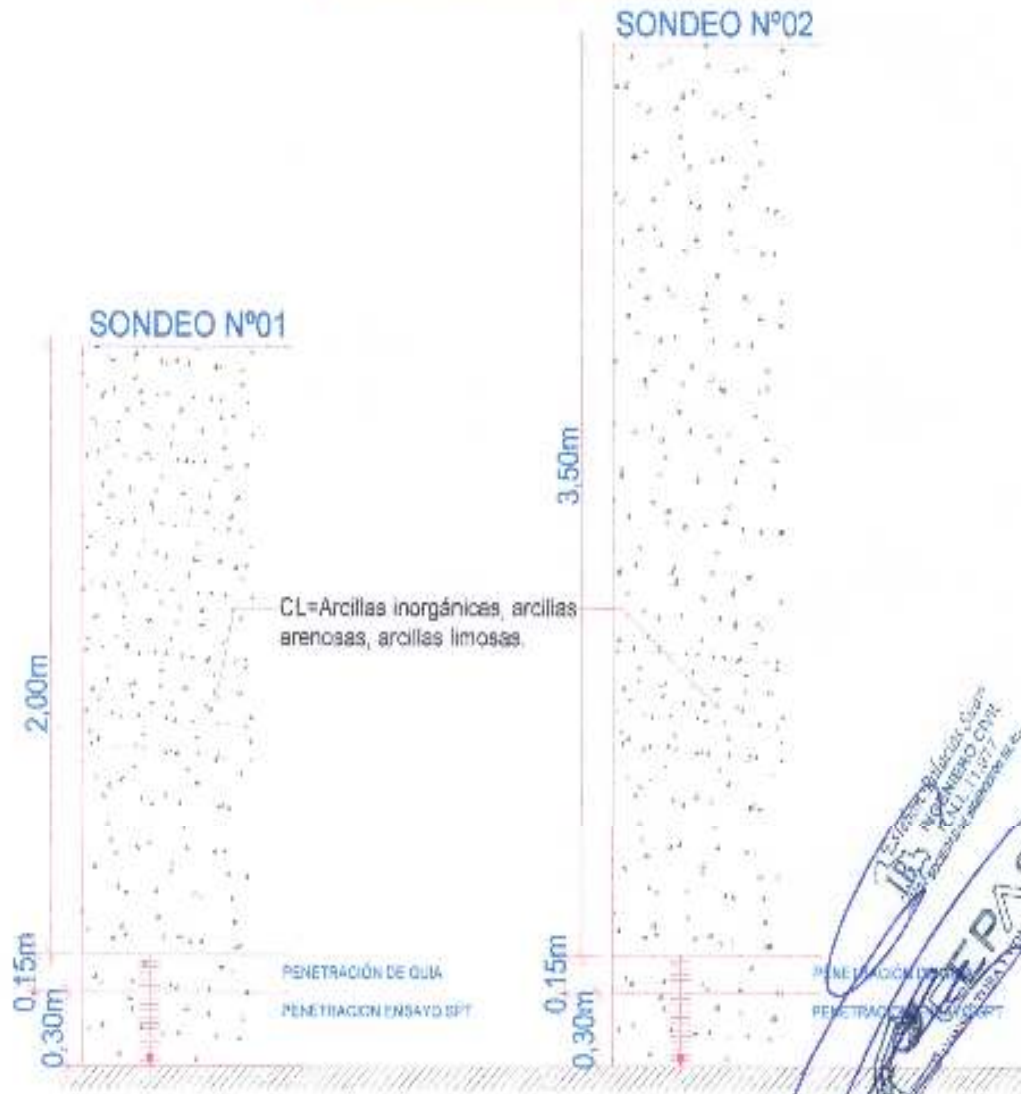 SONDEO Nº02
SONDEO Nº01
3,50m
2,00m
CL=Arcillas inorgánicas, arcillas
arenosas, arcillas limosas.
INGENIERO CIVIL
0,15m
0,30m
PENETRACIÓN DE GUIA
PENETRACION ENSAYO SPT
0,15m
0,30m